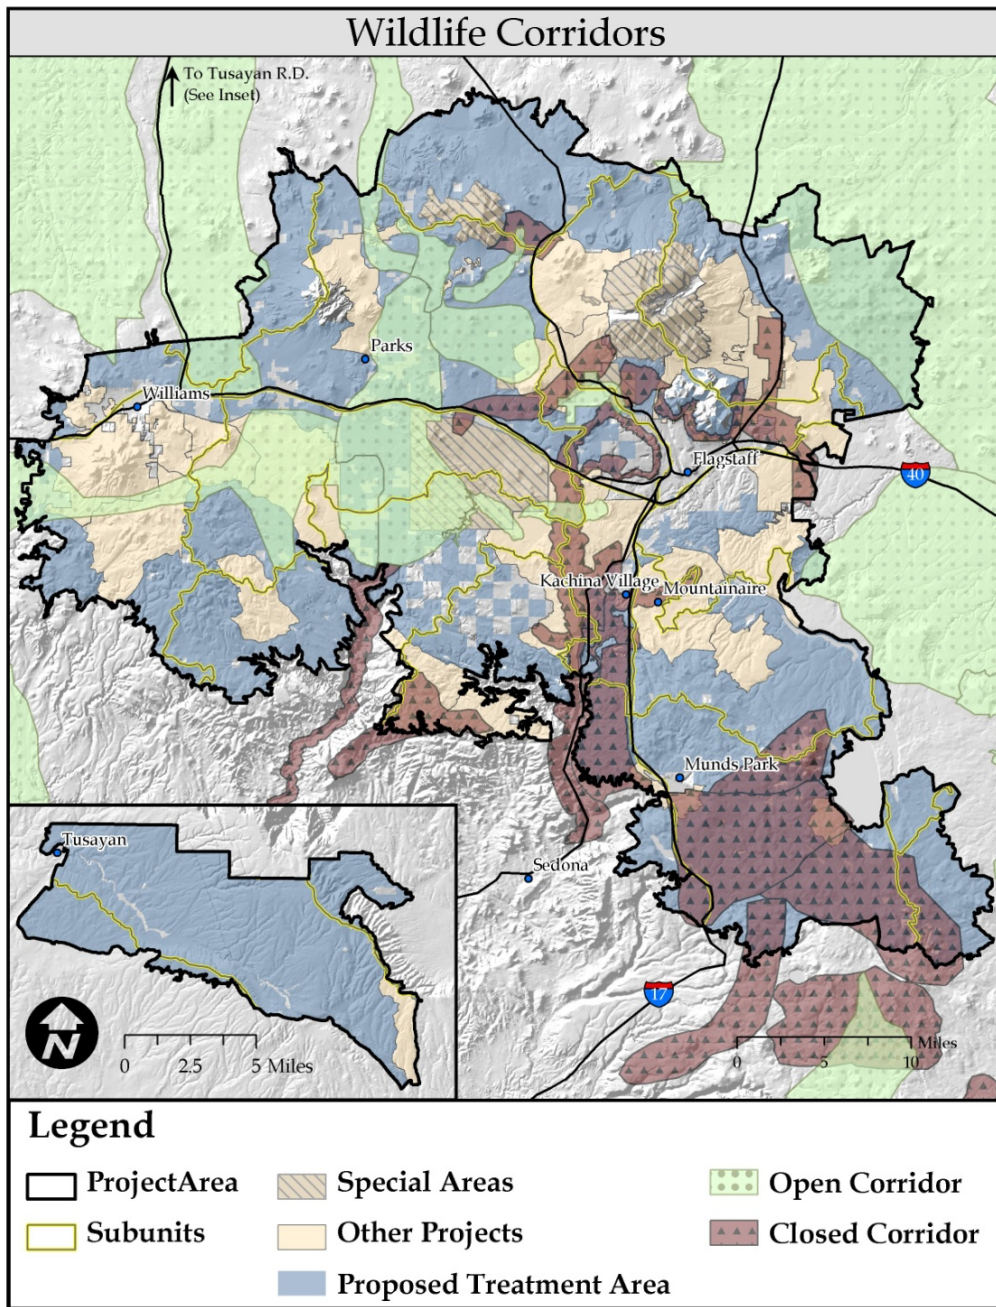 Wildlife Corridors
To Tusayan R.D.
(See Inset)
Parks
Williams
Flagstaff
40
Kachina Village
Mountainaire
Munds Park
Sedona
17
Miles
0 5 10
Tusayan
N
0 2.5 5 Miles
Legend
ProjectArea
Subunits
Special Areas
Other Projects
Proposed Treatment Area
Open Corridor
Closed Corridor